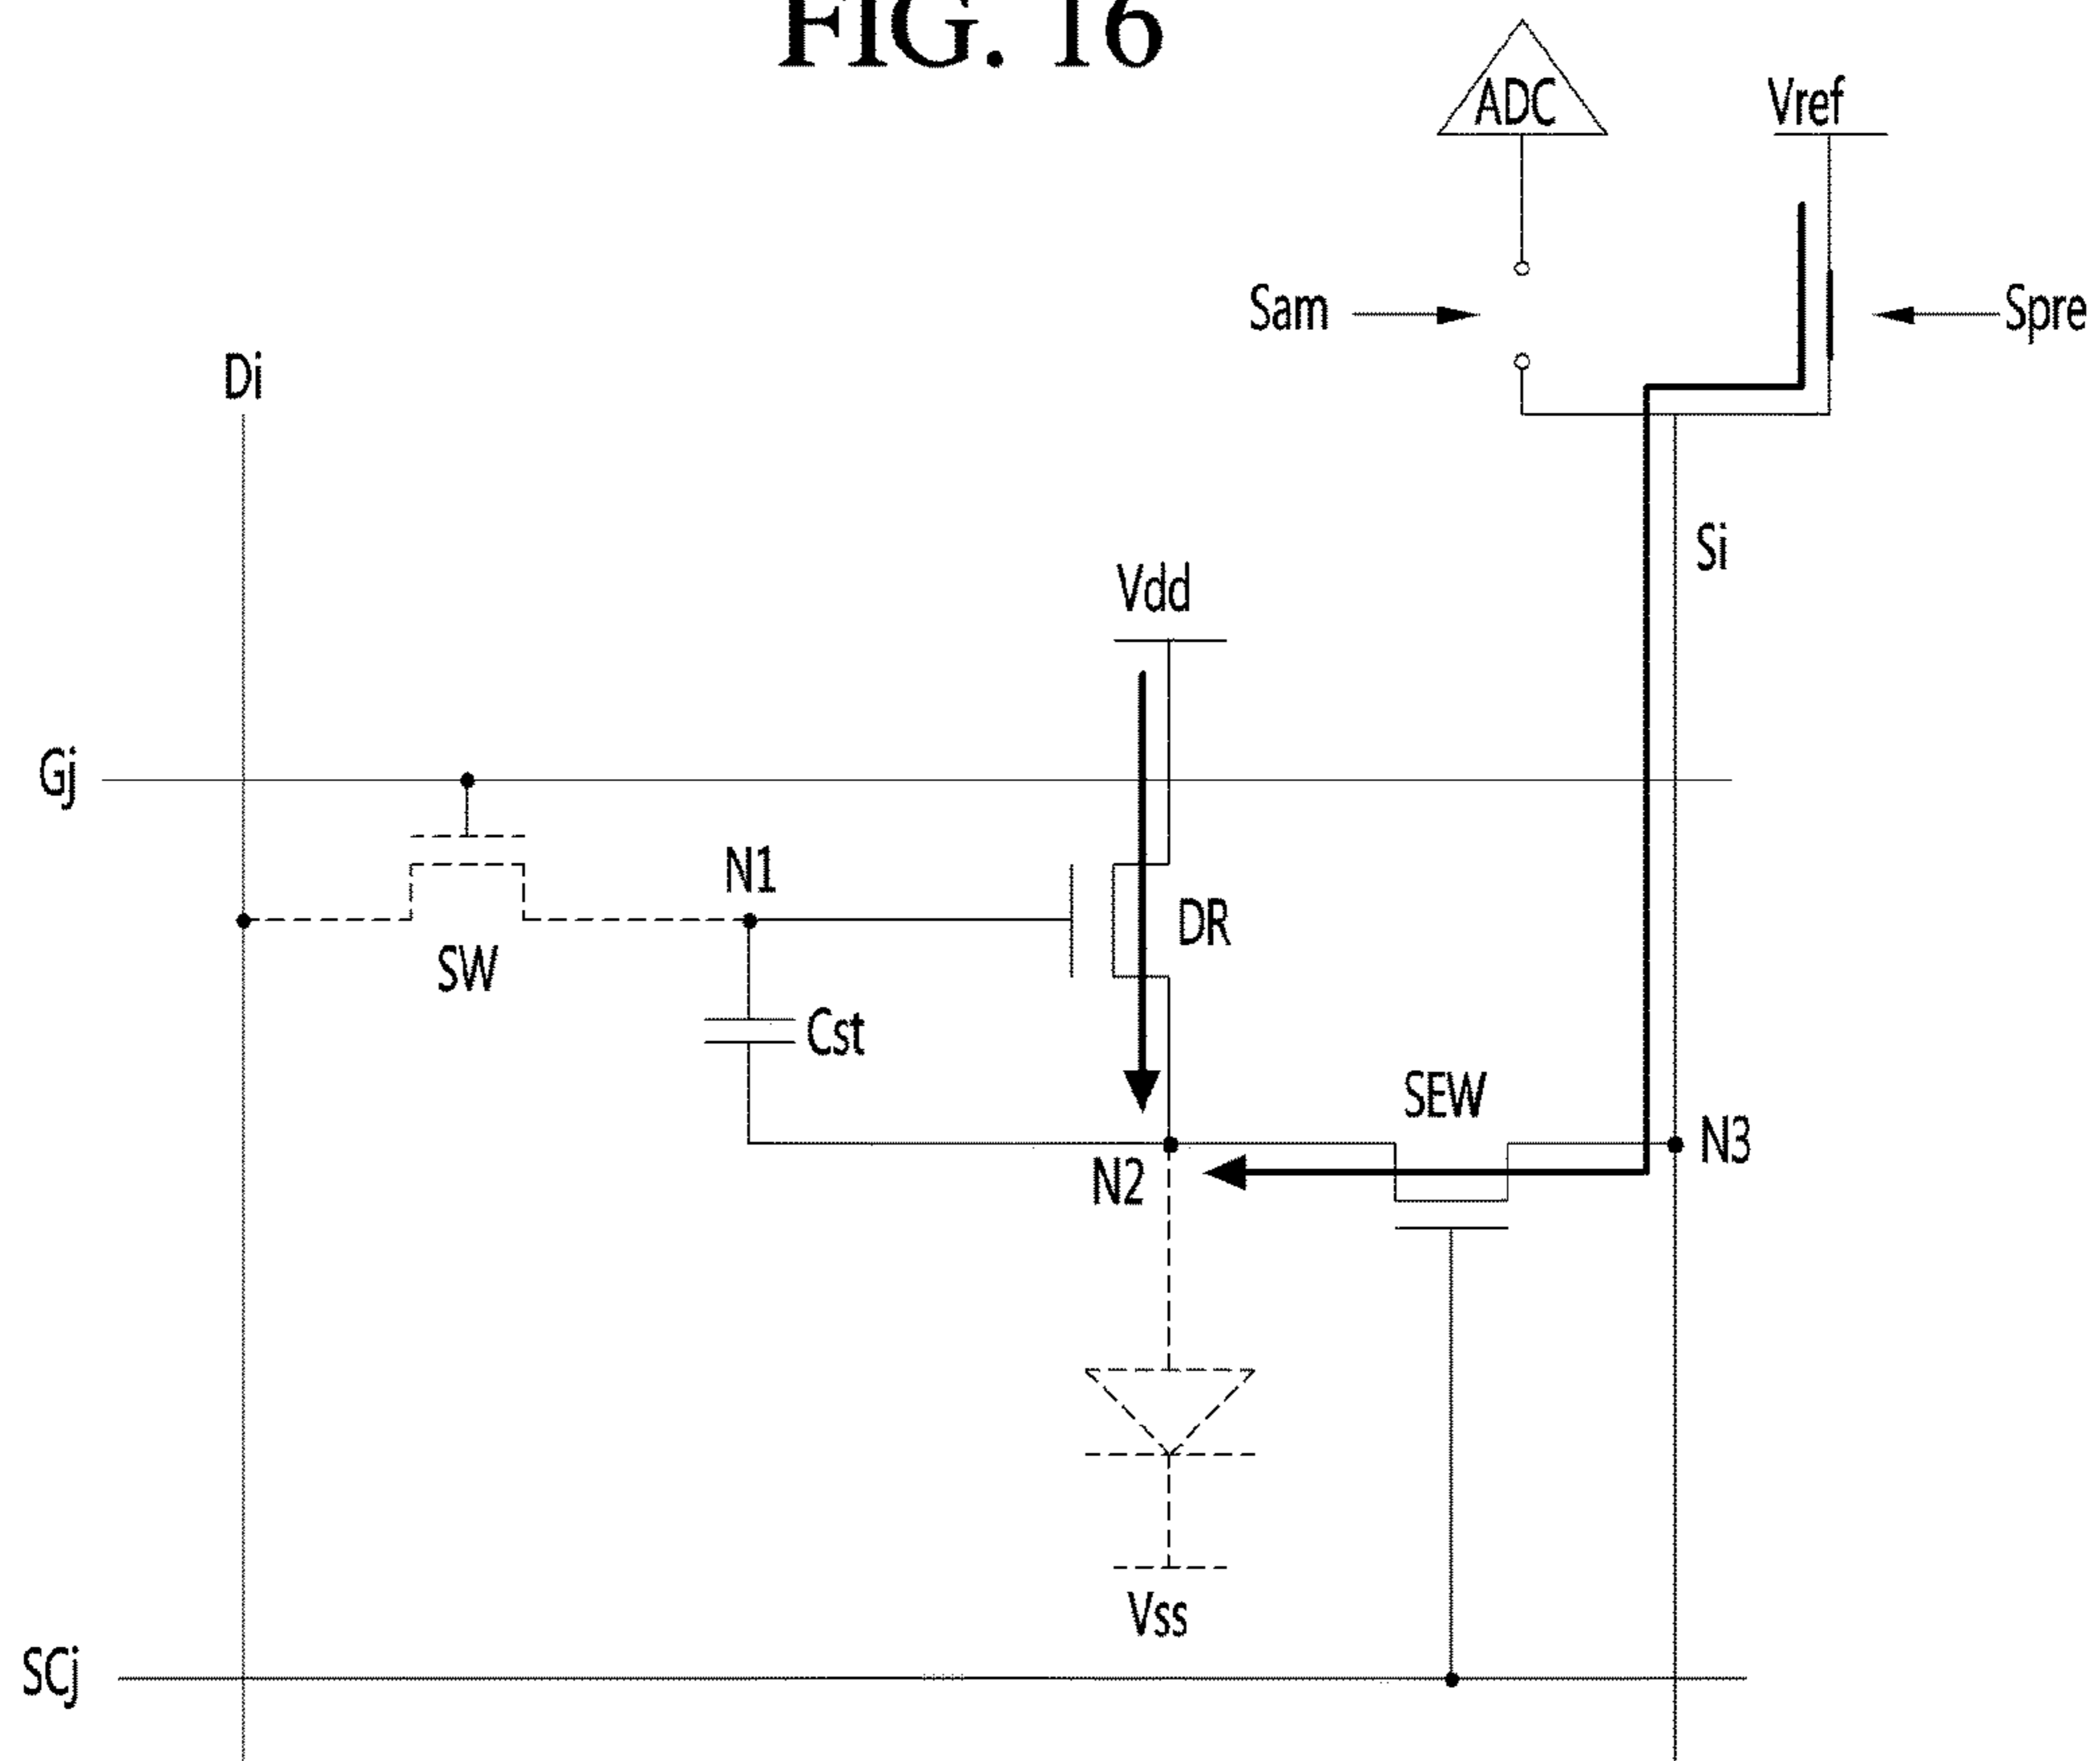 FIG. 16
ADC
Vref
Sam
Spre
Di
Si
Vdd
Gj
N1
DR
SW
Cst
SEW
N3
N2
Vss
SCj